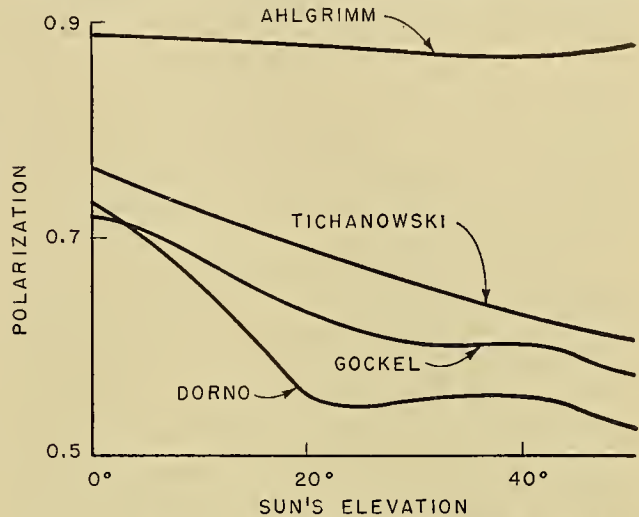 AHLGRIMM
0.9
TICHANOWSKI
0.7
POLARIZATION
GOCKEL
DORNO
0.5
0°
20°
40°
SUN'S ELEVATION